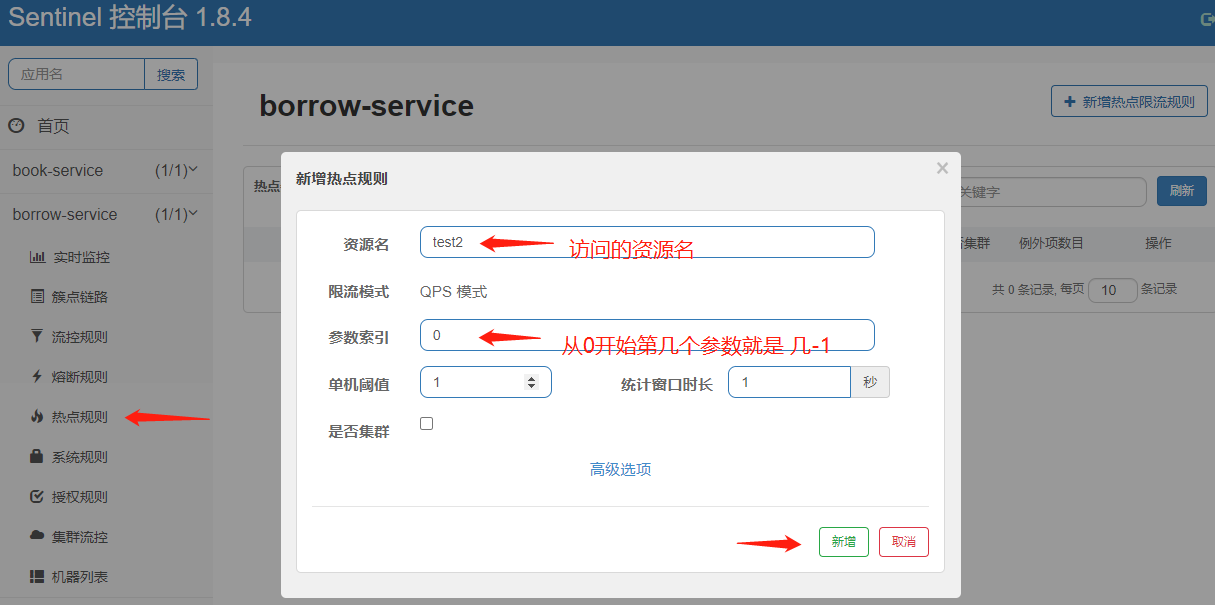 Sentinel 控制台 1.8.4
应用名 搜索
首页
book-service (1/1)
borrow-service (1/1)
实时监控
簇点链路
流控规则
熔断规则
热点规则
系统规则
授权规则
集群流控
机器列表
borrow-service
+ 新增热点限流规则
热点
关键字 刷新
集群 例外项数目 操作
共 0 条记录, 每页 10 条记录
新增热点规则 ×
资源名 test2 访问的资源名
限流模式 QPS 模式
参数索引 0 从0开始第几个参数就是 几-1
单机阈值 1 统计窗口时长 1 秒
是否集群
高级选项
新增 取消